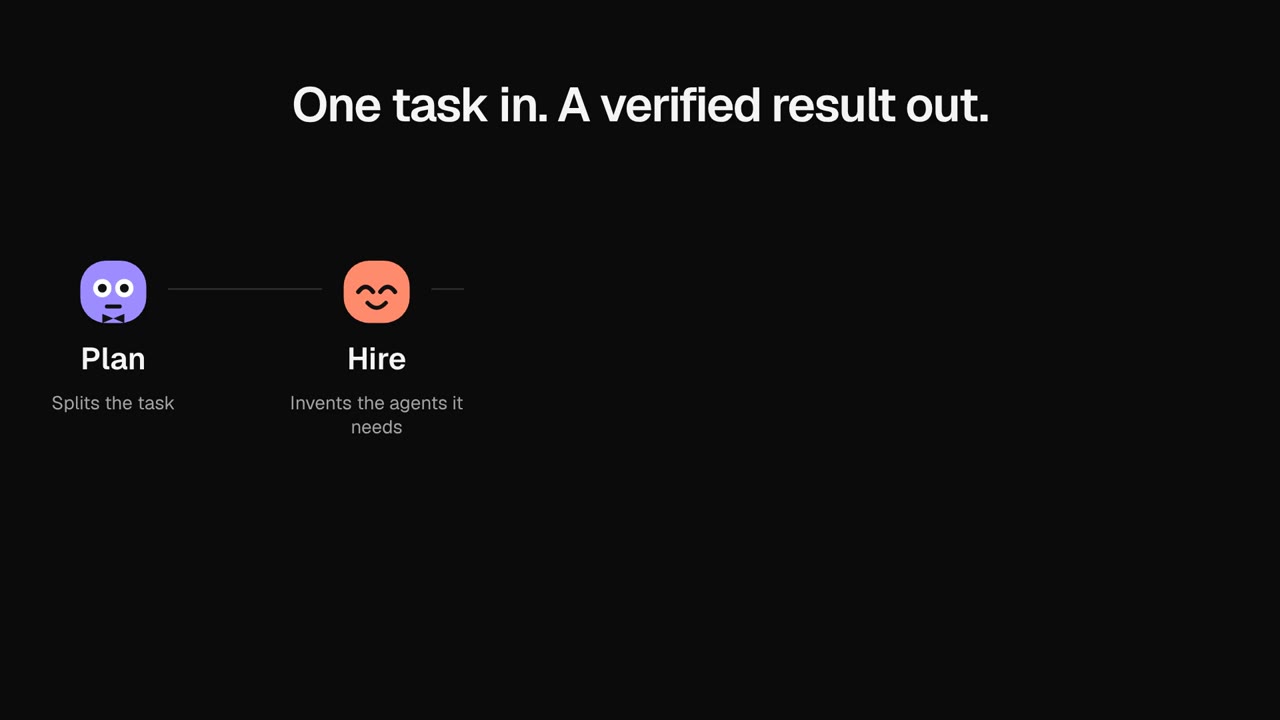 One task in. A verified result out.
Plan
Splits the task
Hire
Invents the agents it
needs